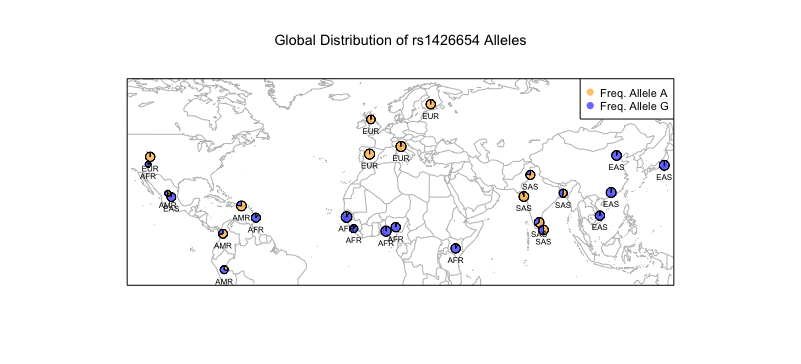 Global Distribution of rs1426654 Alleles
Freq. Allele A
Freq. Allele G
EUR
EUR
EUR
EUR
EUR
AFR
EAS
EAS
SAS
AMR
EAS
SAS
SAS
EAS
AMR
AFR
EAS
AFR
SAS
AFR
AFR
AFR
SAS
AMR
AFR
AMR